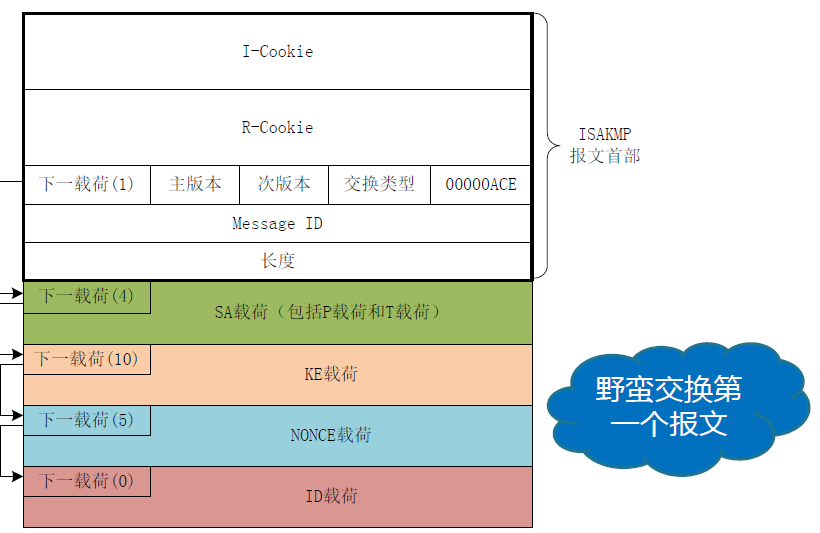 I-Cookie
R-Cookie
下一载荷(1) 主版本 次版本 交换类型 00000ACE
Message ID
长度
ISAKMP
报文首部
下一载荷(4)
SA载荷（包括P载荷和T载荷）
下一载荷(10)
KE载荷
下一载荷(5)
NONCE载荷
下一载荷(0)
ID载荷
野蛮交换第
一个报文